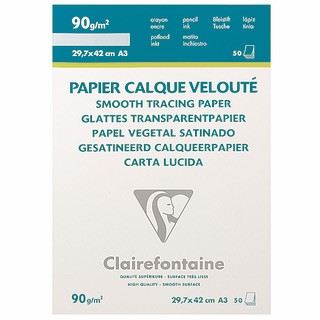 90g/m²
crayon
encre
pencil
ink
Bleistift
Tusche
lápiz
tinta
potlood
inkt
matita
inchiostro
29,7x42 cm A3
50
PAPIER CALQUE VELOUTÉ
SMOOTH TRACING PAPER
GLATTES TRANSPARENTPAPIER
PAPEL VEGETAL SATINADO
GESATINEERD CALQUEERPAPIER
CARTA LUCIDA
Clairefontaine
QUALITÉ SUPÉRIEURE - SURFACE TRÈS LISSE
HIGH QUALITY - SMOOTH SURFACE
90g/m² 29,7x42 cm A3 50